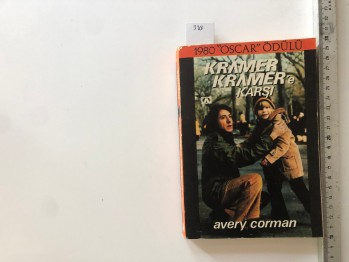 1980 "OSCAR" ÖDÜLÜ
KRAMER
KRAMER'e
KARŞI
avery corman